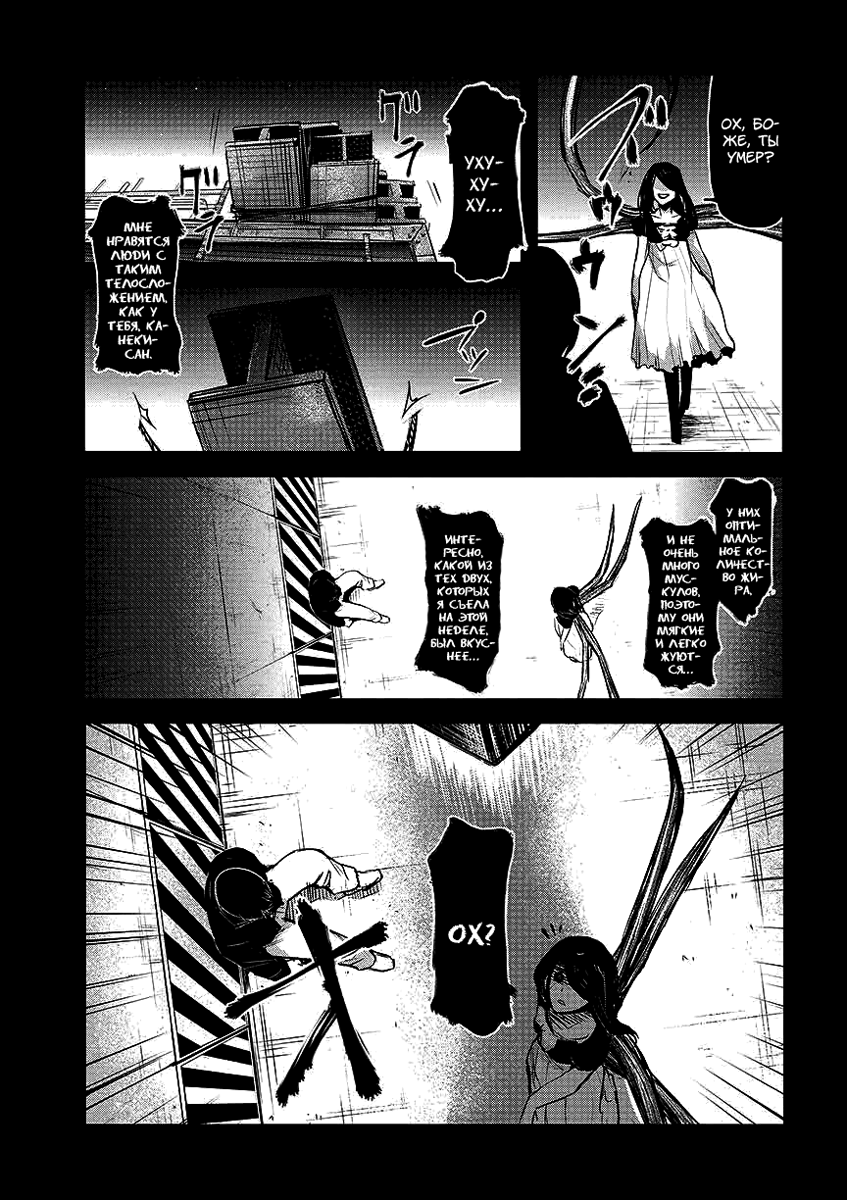 ОХ, БО-
ЖЕ, ТЫ
УМЕР?
УХУ-
ХУ-
ХУ...
МНЕ
НРАВЯТСЯ
ЛЮДИ С
ТАКИМ
ТЕЛОСЛО-
ЖЕНИЕМ,
КАК У
ТЕБЯ, КА-
НЕКИ-
САН.
У НИХ
ОПТИ-
МАЛЬ-
НОЕ КО-
ЛИЧЕСТ-
ВО ЖИ-
РА,
И НЕ
ОЧЕНЬ
МНОГО
МУС-
КУЛОВ,
ПОЭТО-
МУ ОНИ
МЯГКИЕ
И ЛЕГКО
ЖУЮТ-
СЯ...
ИНТЕ-
РЕСНО,
КАКОЙ ИЗ
ТЕХ ДВУХ,
КОТОРЫХ
Я СЪЕЛА
НА ЭТОЙ
НЕДЕЛЕ,
БЫЛ ВКУС-
НЕЕ...
ОХ?